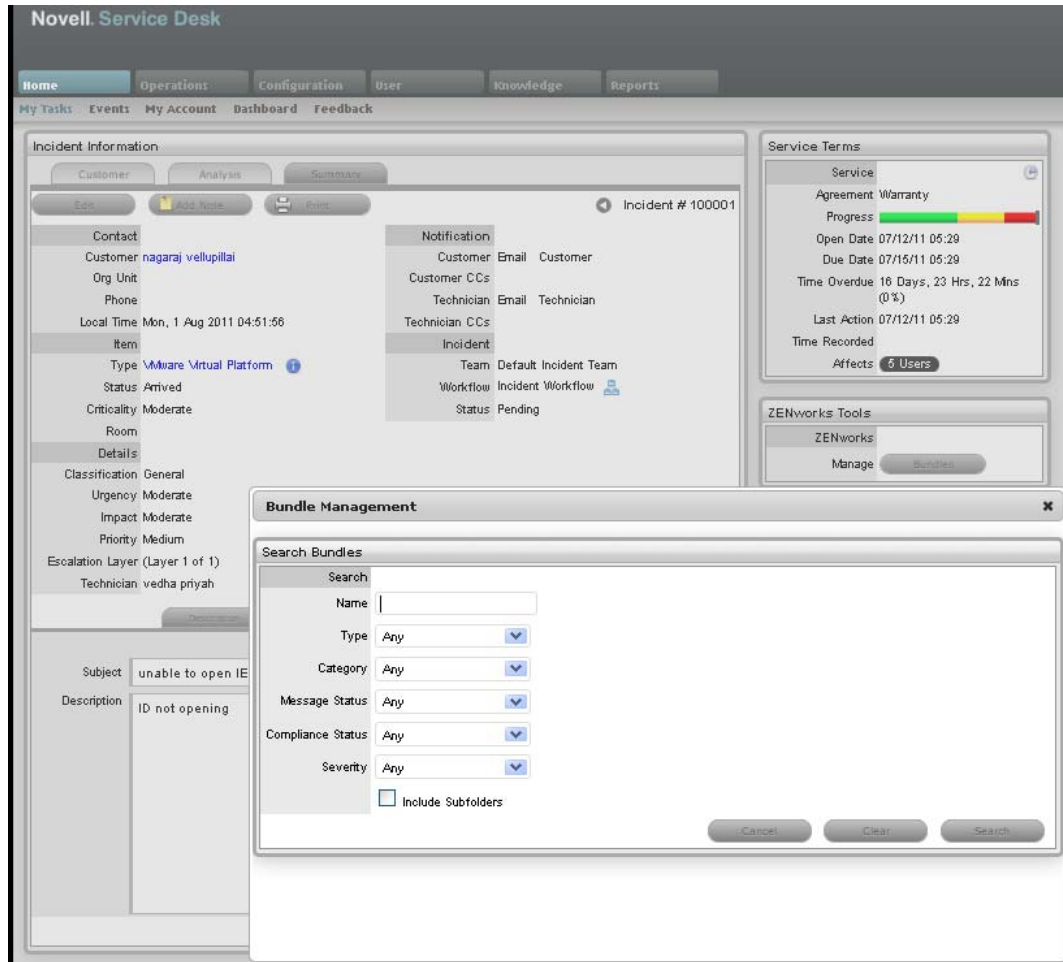 Novell. Service Desk
Home Operations Configuration User Knowledge Reports
My Tasks Events My Account Dashboard Feedback
Incident Information
Customer Analysis Summary
Edit Add Note Print Incident # 100001
Contact
Customer nagaraj vellupillai
Org Unit
Phone
Local Time Mon, 1 Aug 2011 04:51:56
Item
Type VMware Virtual Platform
Status Arrived
Criticality Moderate
Room
Details
Classification General
Urgency Moderate
Impact Moderate
Priority Medium
Escalation Layer (Layer 1 of 1)
Technician vedha priyah
Description
Subject unable to open IE
Description ID not opening
Notification
Customer Email Customer
Customer CCs
Technician Email Technician
Technician CCs
Incident
Team Default Incident Team
Workflow Incident Workflow
Status Pending
Service Terms
Service
Agreement Warranty
Progress
Open Date 07/12/11 05:29
Due Date 07/15/11 05:29
Time Overdue 16 Days, 23 Hrs, 22 Mins
(0%)
Last Action 07/12/11 05:29
Time Recorded
Affects 5 Users
ZENworks Tools
ZENworks
Manage Bundles
Bundle Management
Search Bundles
Search
Name
Type Any
Category Any
Message Status Any
Compliance Status Any
Severity Any
Include Subfolders
Cancel Clear Search